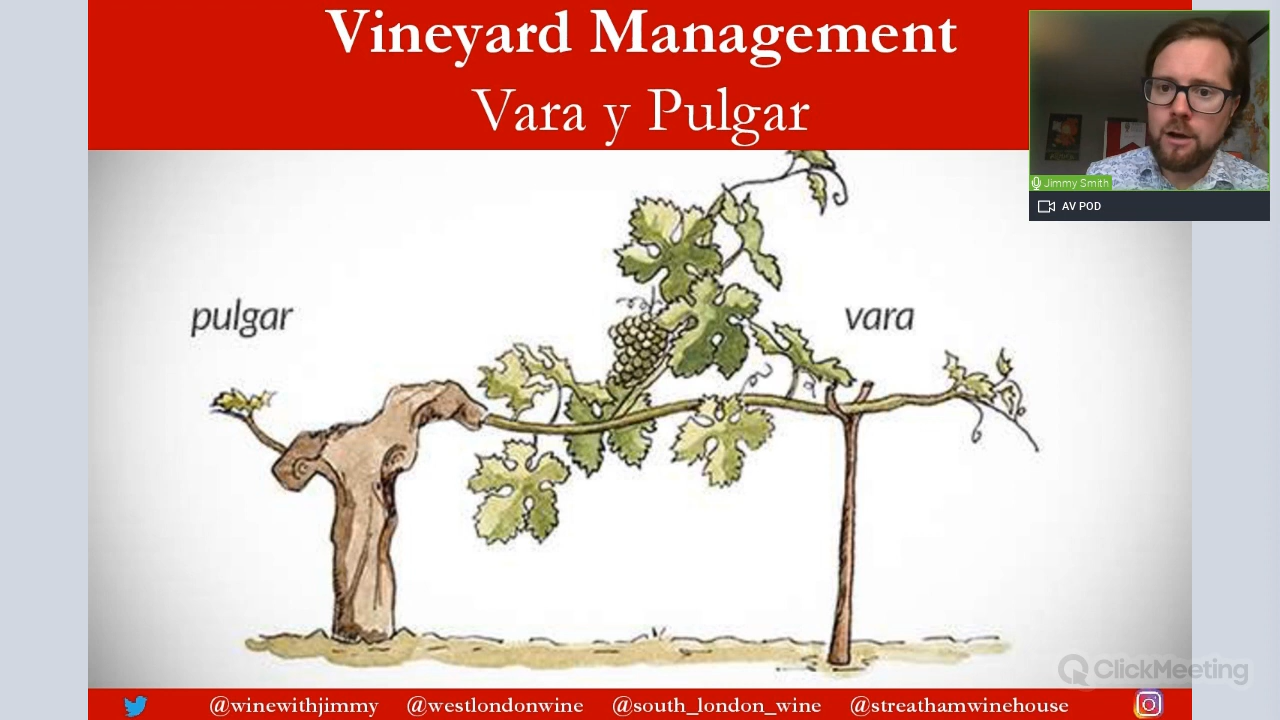 Vineyard Management
Vara y Pulgar
Jimmy Smith
AV POD
pulgar
vara
ClickMeeting
@winewithjimmy @westlondonwine @south_london_wine @streathamwinehouse